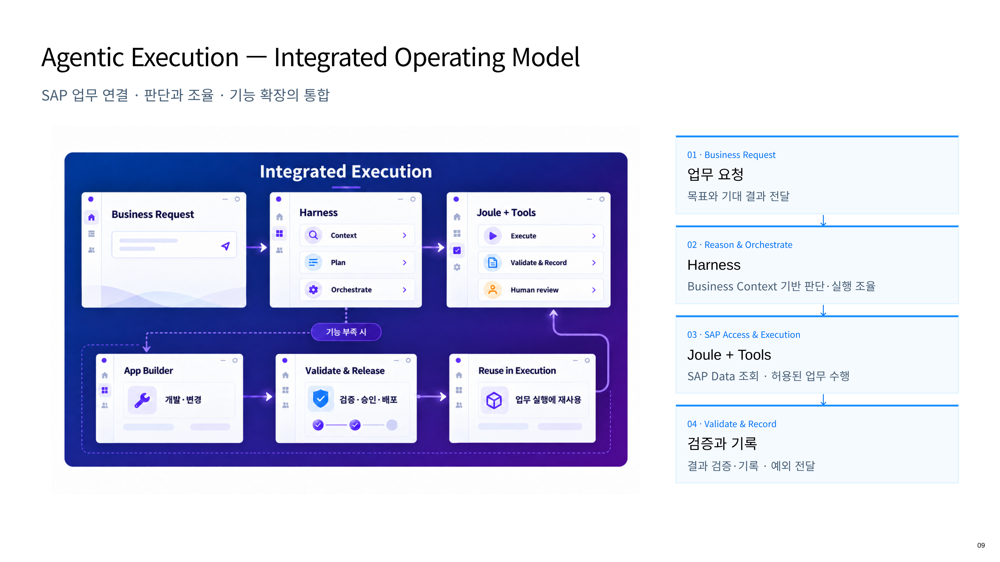 Agentic Execution — Integrated Operating Model
SAP 업무 연결 · 판단과 조율 · 기능 확장의 통합
Integrated Execution
Business Request
Harness
Context
Plan
Orchestrate
Joule + Tools
Execute
Validate & Record
Human review
기능 부족 시
App Builder
개발·변경
Validate & Release
검증·승인·배포
Reuse in Execution
업무 실행에 재사용
01 · Business Request
업무 요청
목표와 기대 결과 전달
02 · Reason & Orchestrate
Harness
Business Context 기반 판단·실행 조율
03 · SAP Access & Execution
Joule + Tools
SAP Data 조회 · 허용된 업무 수행
04 · Validate & Record
검증과 기록
결과 검증·기록 · 예외 전달
09